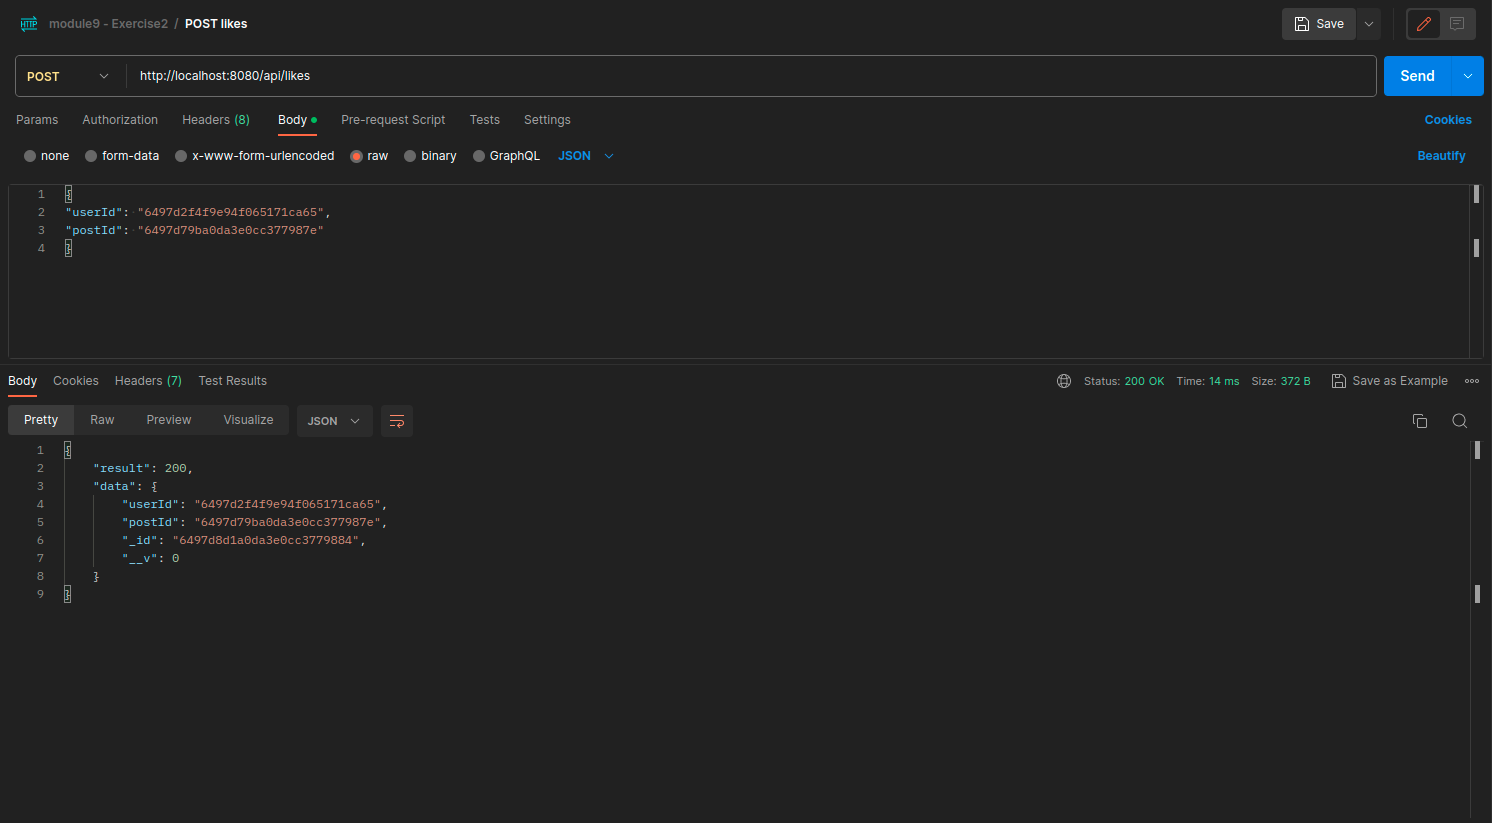 HTTP module9 - Exercise2 / POST likes Save
POST http://localhost:8080/api/likes Send
Params Authorization Headers (8) Body Pre-request Script Tests Settings Cookies
none form-data x-www-form-urlencoded raw binary GraphQL JSON Beautify
1 {
2 "userId": "6497d2f4f9e94f065171ca65",
3 "postId": "6497d79ba0da3e0cc377987e"
4 }
Body Cookies Headers (7) Test Results Status: 200 OK Time: 14 ms Size: 372 B Save as Example
Pretty Raw Preview Visualize JSON
1 {
2 "result": 200,
3 "data": {
4 "userId": "6497d2f4f9e94f065171ca65",
5 "postId": "6497d79ba0da3e0cc377987e",
6 "_id": "6497d8d1a0da3e0cc3779884",
7 "__v": 0
8 }
9 }